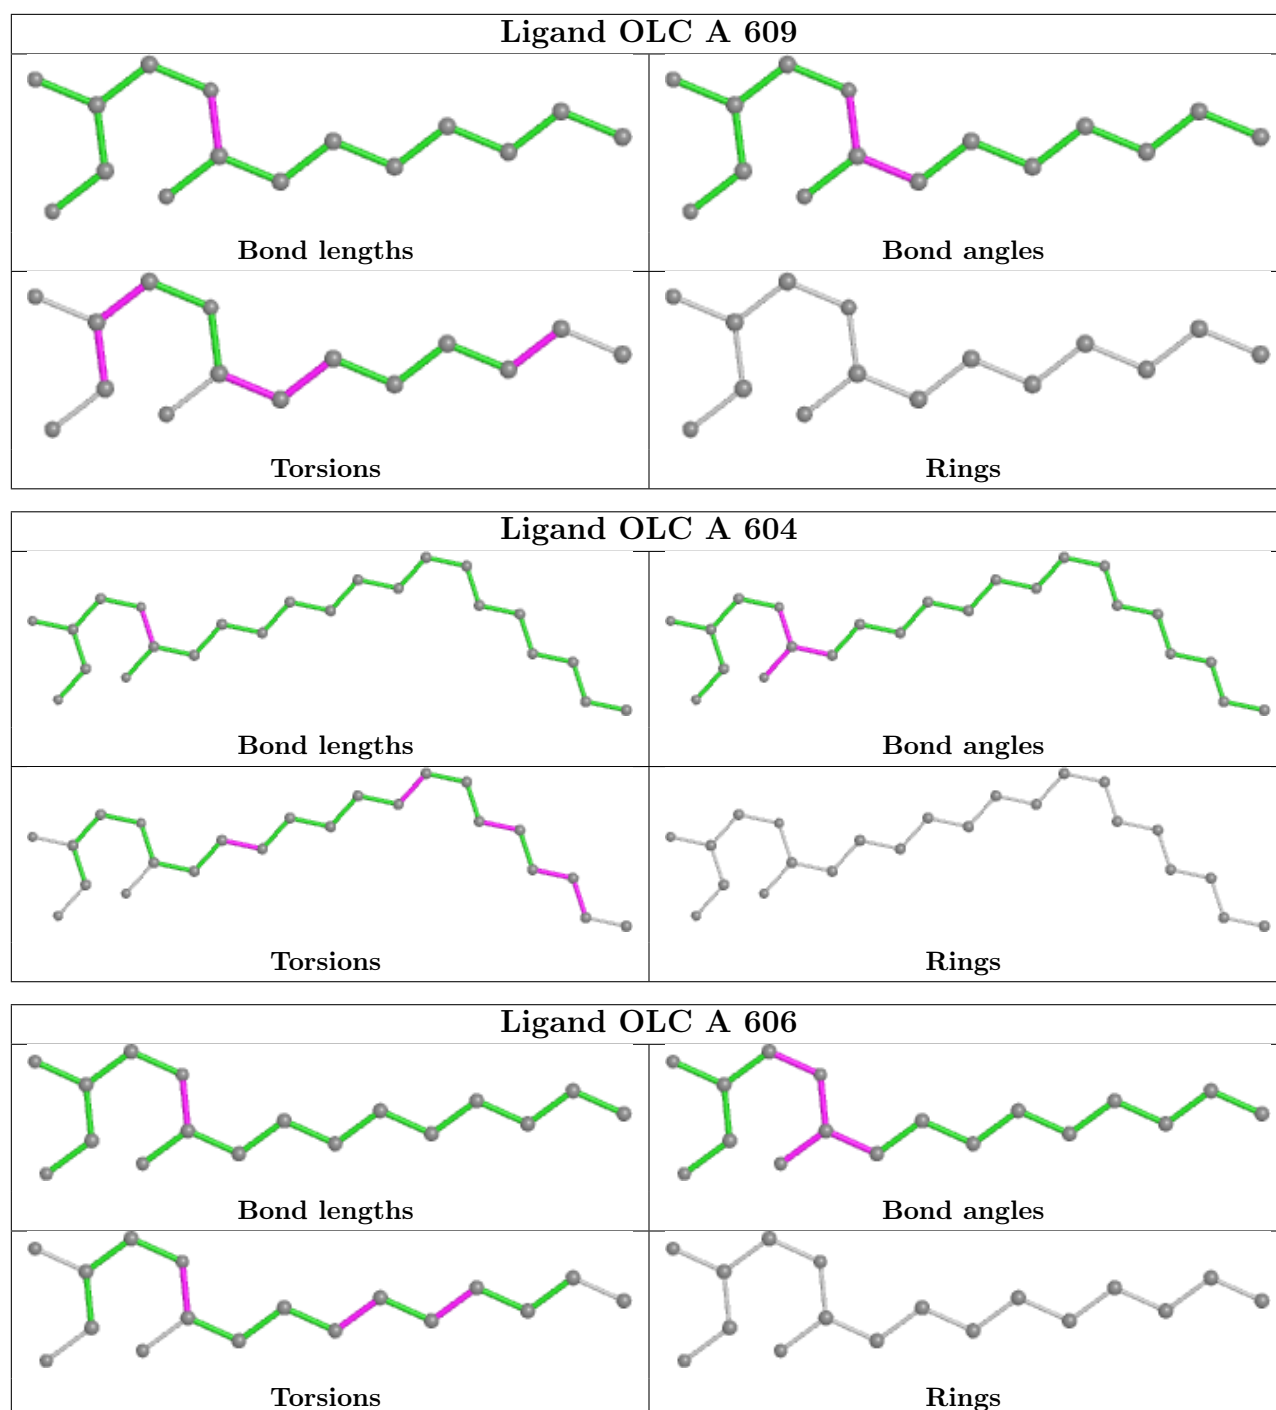 Ligand OLC A 609
Bond lengths
Bond angles
Torsions
Rings
Ligand OLC A 604
Bond lengths
Bond angles
Torsions
Rings
Ligand OLC A 606
Bond lengths
Bond angles
Torsions
Rings